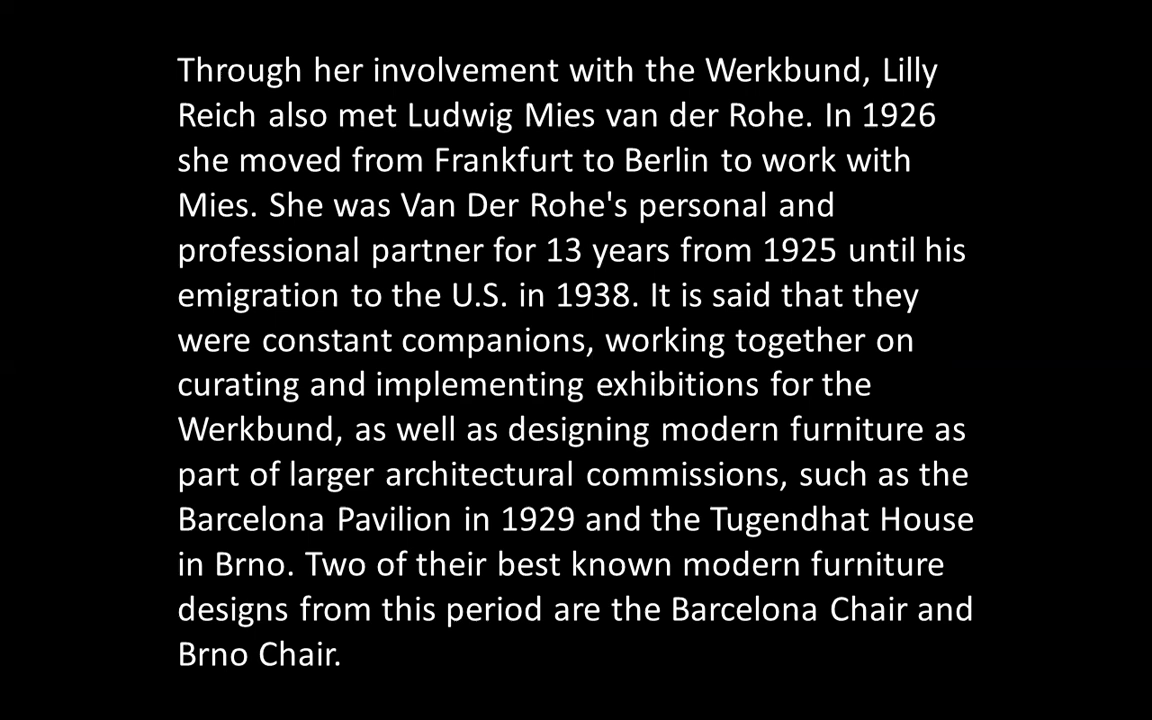 Through her involvement with the Werkbund, Lilly
Reich also met Ludwig Mies van der Rohe. In 1926
she moved from Frankfurt to Berlin to work with
Mies. She was Van Der Rohe's personal and
professional partner for 13 years from 1925 until his
emigration to the U.S. in 1938. It is said that they
were constant companions, working together on
curating and implementing exhibitions for the
Werkbund, as well as designing modern furniture as
part of larger architectural commissions, such as the
Barcelona Pavilion in 1929 and the Tugendhat House
in Brno. Two of their best known modern furniture
designs from this period are the Barcelona Chair and
Brno Chair.